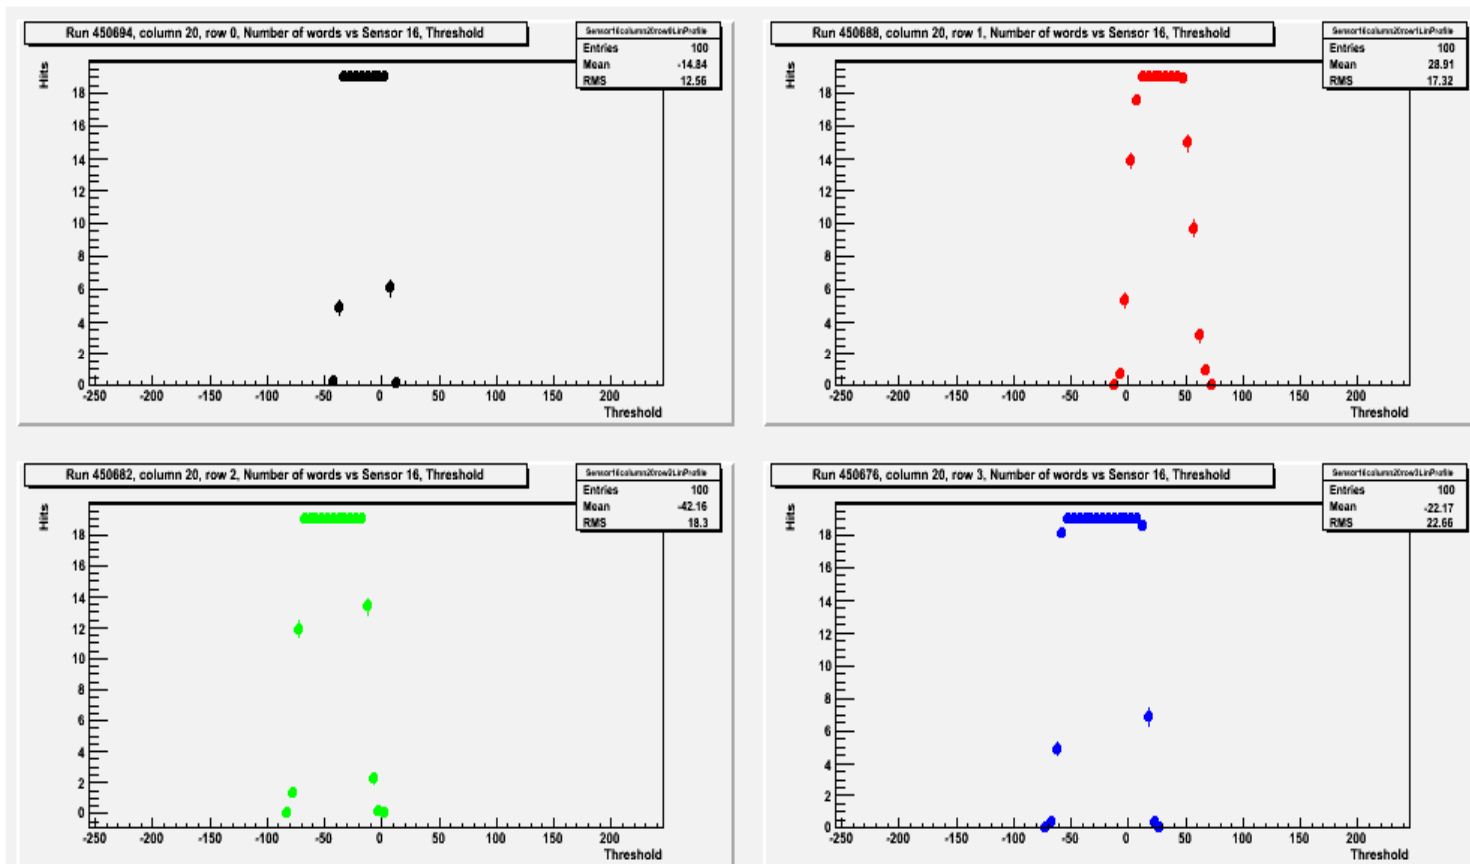 Run 450694, column 20, row 0, Number of words vs Sensor 16, Threshold
Sensor16column20row0LinProfile
Entries 100
Mean -14.84
RMS 12.56
Hits
18
16
14
12
10
8
6
4
2
0
-250 -200 -150 -100 -50 0 50 100 150 200
Threshold
Run 450688, column 20, row 1, Number of words vs Sensor 16, Threshold
Sensor16column20row1LinProfile
Entries 100
Mean 28.91
RMS 17.32
Hits
18
16
14
12
10
8
6
4
2
0
-250 -200 -150 -100 -50 0 50 100 150 200
Threshold
Run 450682, column 20, row 2, Number of words vs Sensor 16, Threshold
Sensor16column20row2LinProfile
Entries 100
Mean -42.16
RMS 18.3
Hits
18
16
14
12
10
8
6
4
2
0
-250 -200 -150 -100 -50 0 50 100 150 200
Threshold
Run 450676, column 20, row 3, Number of words vs Sensor 16, Threshold
Sensor16column20row3LinProfile
Entries 100
Mean -22.17
RMS 22.66
Hits
18
16
14
12
10
8
6
4
2
0
-250 -200 -150 -100 -50 0 50 100 150 200
Threshold